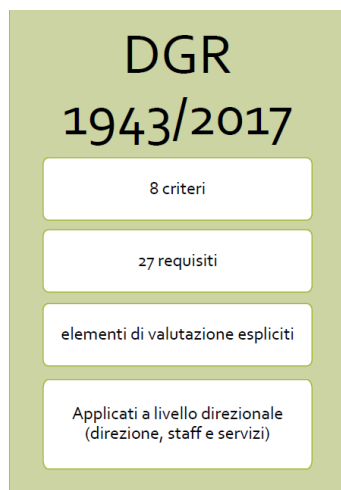 DGR
1943/2017
8 criteri
27 requisiti
elementi di valutazione espliciti
Applicati a livello direzionale
(direzione, staff e servizi)